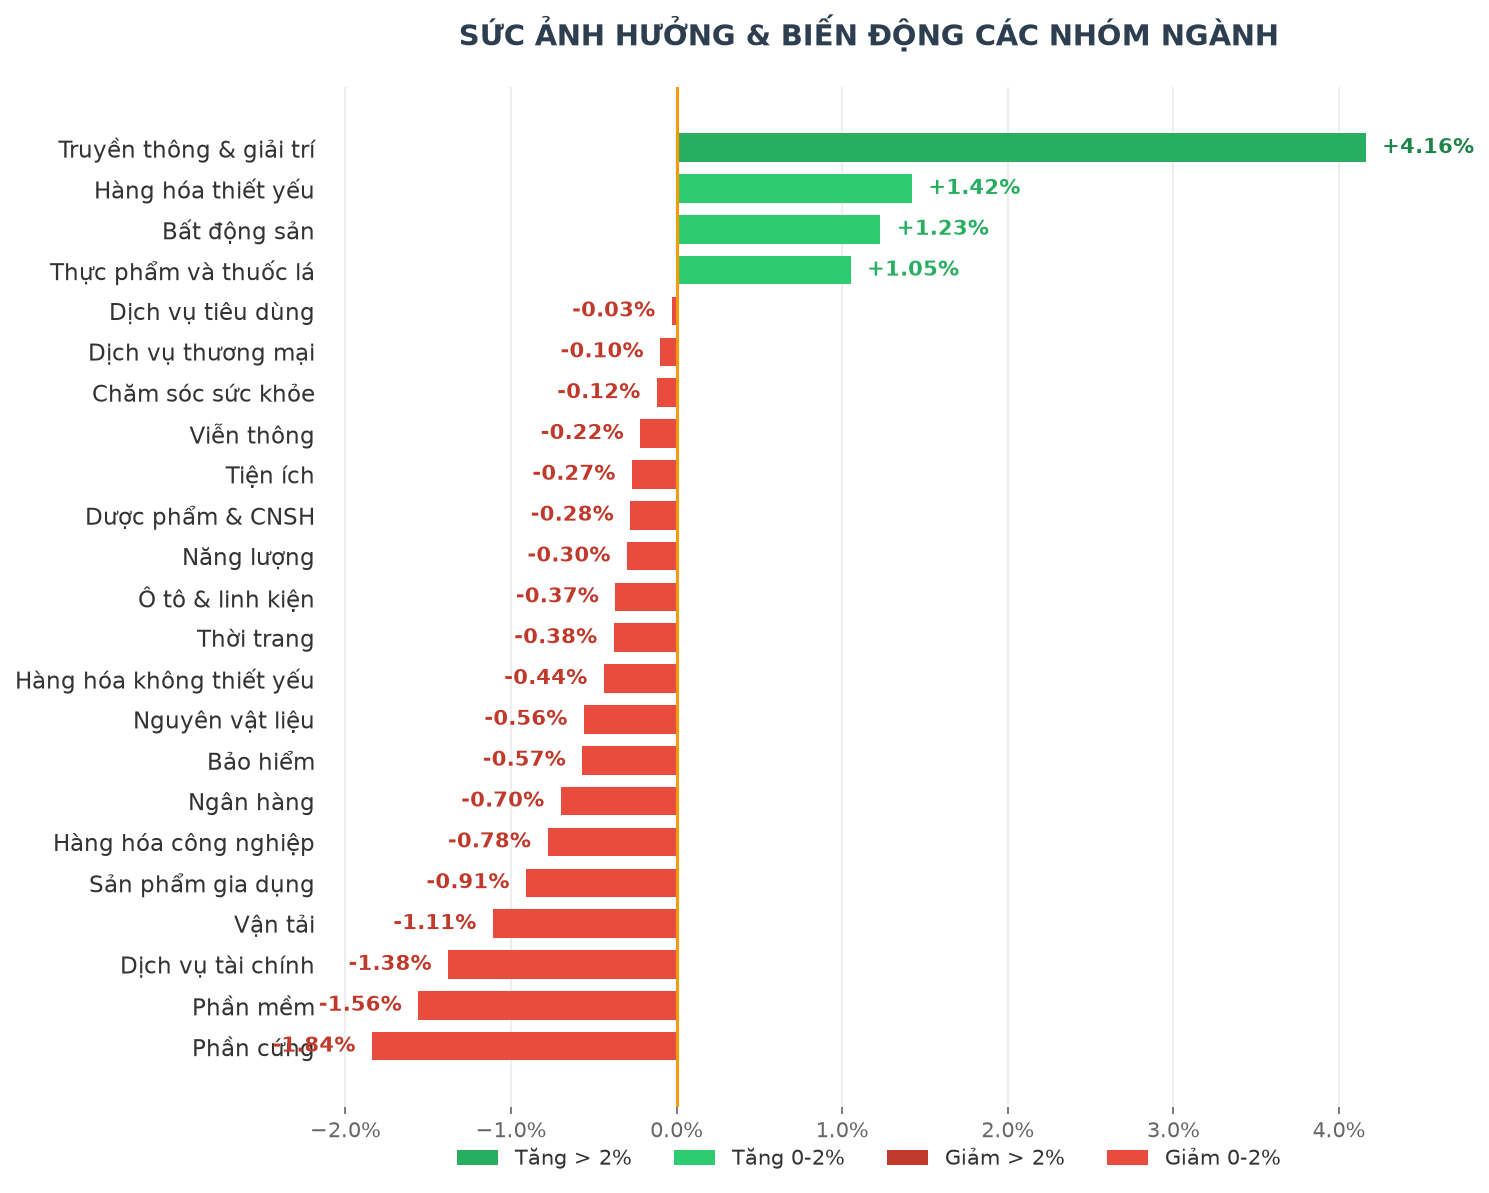 SỨC ẢNH HƯỞNG & BIẾN ĐỘNG CÁC NHÓM NGÀNH
Truyền thông & giải trí +4.16%
Hàng hóa thiết yếu +1.42%
Bất động sản +1.23%
Thực phẩm và thuốc lá +1.05%
Dịch vụ tiêu dùng -0.03%
Dịch vụ thương mại -0.10%
Chăm sóc sức khỏe -0.12%
Viễn thông -0.22%
Tiện ích -0.27%
Dược phẩm & CNSH -0.28%
Năng lượng -0.30%
Ô tô & linh kiện -0.37%
Thời trang -0.38%
Hàng hóa không thiết yếu -0.44%
Nguyên vật liệu -0.56%
Bảo hiểm -0.57%
Ngân hàng -0.70%
Hàng hóa công nghiệp -0.78%
Sản phẩm gia dụng -0.91%
Vận tải -1.11%
Dịch vụ tài chính -1.38%
Phần mềm -1.56%
Phần cứng -1.84%
−2.0% −1.0% 0.0% 1.0% 2.0% 3.0% 4.0%
Tăng > 2% Tăng 0-2% Giảm > 2% Giảm 0-2%